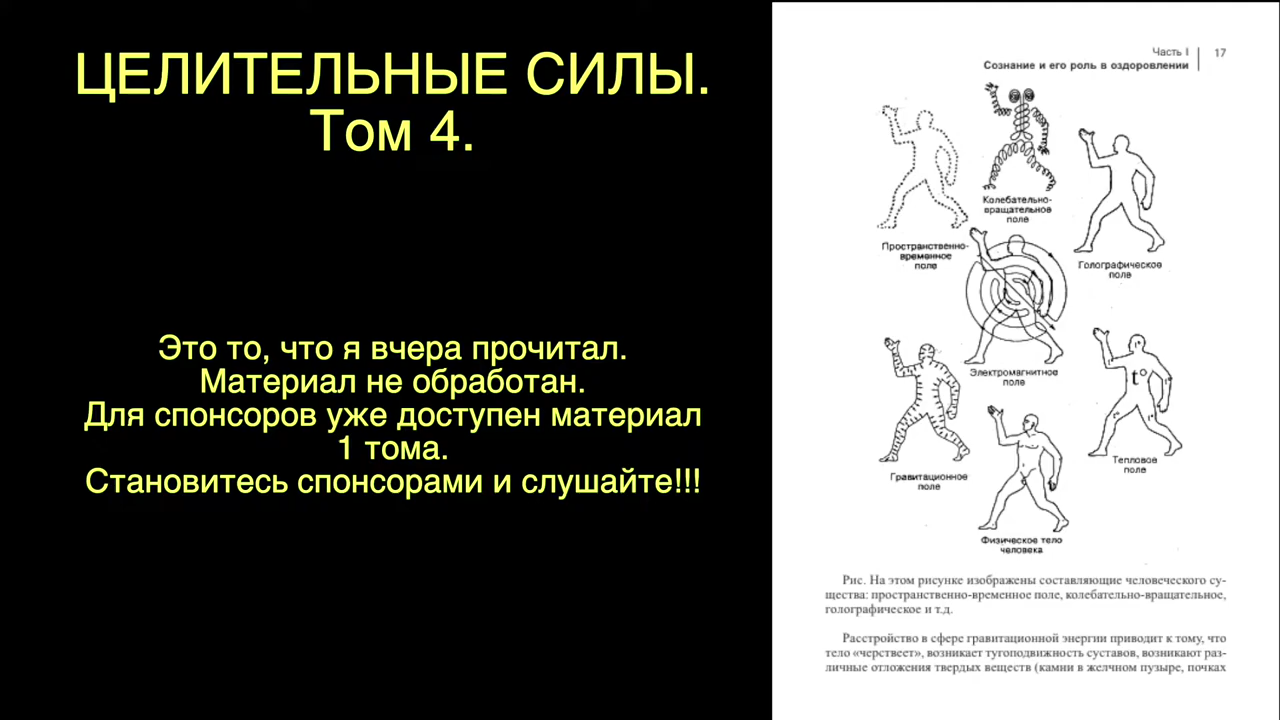 ЦЕЛИТЕЛЬНЫЕ СИЛЫ.
Том 4.
Это то, что я вчера прочитал.
Материал не обработан.
Для спонсоров уже доступен материал
1 тома.
Становитесь спонсорами и слушайте!!!
Часть I 17
Сознание и его роль в оздоровлении
Колебательно-
вращательное
поле
Пространственно-
временное
поле
Голографическое
поле
Электромагнитное
поле
t°
Гравитационное
поле
Тепловое
поле
Физическое тело
человека
Рис. На этом рисунке изображены составляющие человеческого су-
щества: пространственно-временное поле, колебательно-вращательное,
голографическое и т.д.
Расстройство в сфере гравитационной энергии приводит к тому, что
тело «черствеет», возникает тугоподвижность суставов, возникают раз-
личные отложения твердых веществ (камни в желчном пузыре, почках